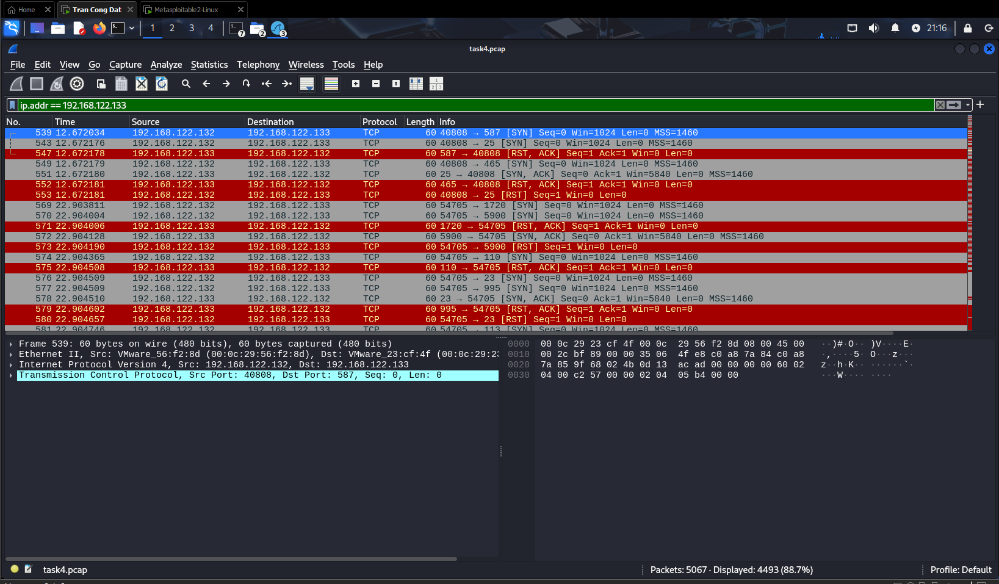 Home
Tran Cong Dat
Metasploitable2-Linux
1 2 3 4 7 2 3 21:16
task4.pcap
File Edit View Go Capture Analyze Statistics Telephony Wireless Tools Help
ip.addr == 192.168.122.133
No. Time Source Destination Protocol Length Info
539 12.672034 192.168.122.132 192.168.122.133 TCP 60 40808 → 587 [SYN] Seq=0 Win=1024 Len=0 MSS=1460
543 12.672176 192.168.122.132 192.168.122.133 TCP 60 40808 → 25 [SYN] Seq=0 Win=1024 Len=0 MSS=1460
547 12.672178 192.168.122.133 192.168.122.132 TCP 60 587 → 40808 [RST, ACK] Seq=1 Ack=1 Win=0 Len=0
549 12.672179 192.168.122.132 192.168.122.133 TCP 60 40808 → 465 [SYN] Seq=0 Win=1024 Len=0 MSS=1460
551 12.672180 192.168.122.133 192.168.122.132 TCP 60 25 → 40808 [SYN, ACK] Seq=0 Ack=1 Win=5840 Len=0 MSS=1460
552 12.672181 192.168.122.133 192.168.122.132 TCP 60 465 → 40808 [RST, ACK] Seq=1 Ack=1 Win=0 Len=0
553 12.672181 192.168.122.132 192.168.122.133 TCP 60 40808 → 25 [RST] Seq=1 Win=0 Len=0
569 22.903811 192.168.122.132 192.168.122.133 TCP 60 54705 → 1720 [SYN] Seq=0 Win=1024 Len=0 MSS=1460
570 22.904004 192.168.122.132 192.168.122.133 TCP 60 54705 → 5900 [SYN] Seq=0 Win=1024 Len=0 MSS=1460
571 22.904006 192.168.122.133 192.168.122.132 TCP 60 1720 → 54705 [RST, ACK] Seq=1 Ack=1 Win=0 Len=0
572 22.904128 192.168.122.133 192.168.122.132 TCP 60 5900 → 54705 [SYN, ACK] Seq=0 Ack=1 Win=5840 Len=0 MSS=1460
573 22.904190 192.168.122.132 192.168.122.133 TCP 60 54705 → 5900 [RST] Seq=1 Win=0 Len=0
574 22.904365 192.168.122.132 192.168.122.133 TCP 60 54705 → 110 [SYN] Seq=0 Win=1024 Len=0 MSS=1460
575 22.904508 192.168.122.133 192.168.122.132 TCP 60 110 → 54705 [RST, ACK] Seq=1 Ack=1 Win=0 Len=0
576 22.904509 192.168.122.132 192.168.122.133 TCP 60 54705 → 23 [SYN] Seq=0 Win=1024 Len=0 MSS=1460
577 22.904509 192.168.122.132 192.168.122.133 TCP 60 54705 → 995 [SYN] Seq=0 Win=1024 Len=0 MSS=1460
578 22.904510 192.168.122.133 192.168.122.132 TCP 60 23 → 54705 [SYN, ACK] Seq=0 Ack=1 Win=5840 Len=0 MSS=1460
579 22.904602 192.168.122.133 192.168.122.132 TCP 60 995 → 54705 [RST, ACK] Seq=1 Ack=1 Win=0 Len=0
580 22.904657 192.168.122.132 192.168.122.133 TCP 60 54705 → 23 [RST] Seq=1 Win=0 Len=0
581 22.904746 192.168.122.132 192.168.122.133 TCP 60 54705 → 113 [SYN] Seq=0 Win=1024 Len=0 MSS=1460
Frame 539: 60 bytes on wire (480 bits), 60 bytes captured (480 bits)
Ethernet II, Src: VMware_56:f2:8d (00:0c:29:56:f2:8d), Dst: VMware_23:cf:4f (00:0c:29:23
Internet Protocol Version 4, Src: 192.168.122.132, Dst: 192.168.122.133
Transmission Control Protocol, Src Port: 40808, Dst Port: 587, Seq: 0, Len: 0
0000 00 0c 29 23 cf 4f 00 0c 29 56 f2 8d 08 00 45 00 ··)#·O·· )V····E·
0010 00 2c bf 89 00 00 35 06 4f e8 c0 a8 7a 84 c0 a8 ·,····5· O···z···
0020 7a 85 9f 68 02 4b 0d 13 ac ad 00 00 00 00 60 02 z··h·K·· ······`·
0030 04 00 c2 57 00 00 02 04 05 b4 00 00 ···W···· ····
task4.pcap
Packets: 5067 · Displayed: 4493 (88.7%)
Profile: Default